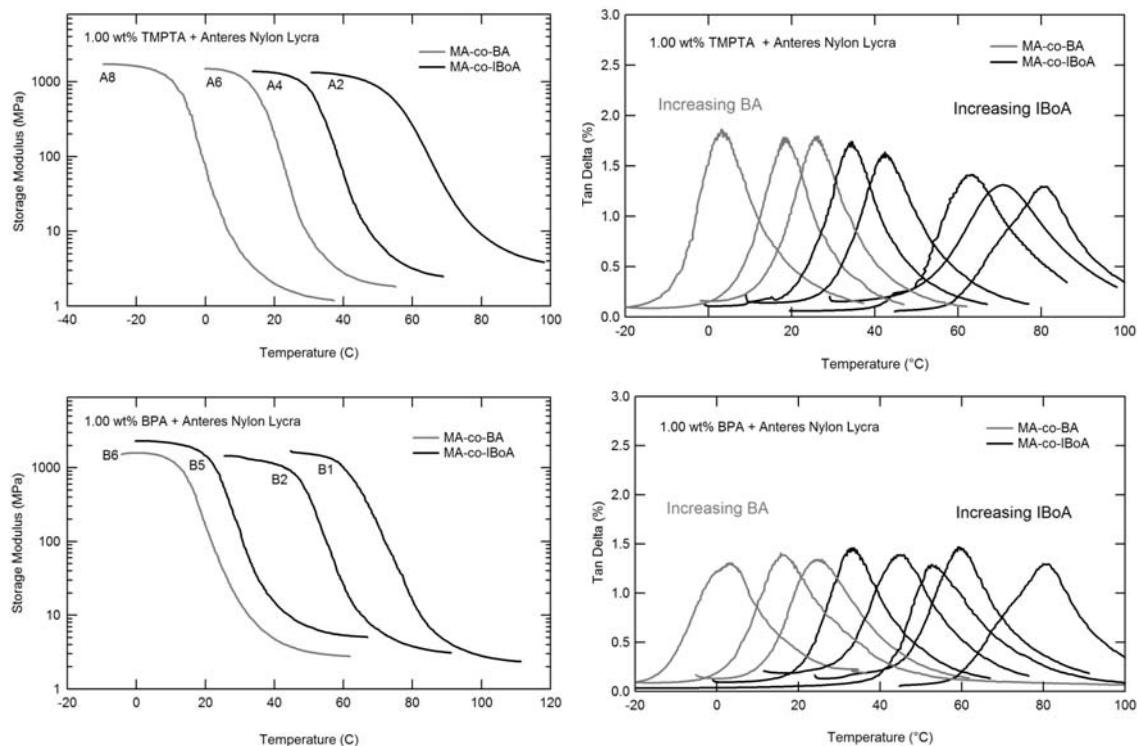 1.00 wt% TMPTA + Anteres Nylon Lycra
MA-co-BA
MA-co-IBoA
A8
A6
A4
A2
1000
100
10
1
Storage Modulus (MPa)
-40 -20 0 20 40 60 80 100
Temperature (C)
1.00 wt% TMPTA + Anteres Nylon Lycra
MA-co-BA
MA-co-IBoA
Increasing BA
Increasing IBoA
3.0
2.5
2.0
1.5
1.0
0.5
0.0
Tan Delta (%)
-20 0 20 40 60 80 100
Temperature (°C)
1.00 wt% BPA + Anteres Nylon Lycra
MA-co-BA
MA-co-IBoA
B6
B5
B2
B1
1000
100
10
1
Storage Modulus (MPa)
-20 0 20 40 60 80 100 120
Temperature (C)
1.00 wt% BPA + Anteres Nylon Lycra
MA-co-BA
MA-co-IBoA
Increasing BA
Increasing IBoA
3.0
2.5
2.0
1.5
1.0
0.5
0.0
Tan Delta (%)
-20 0 20 40 60 80 100
Temperature (°C)